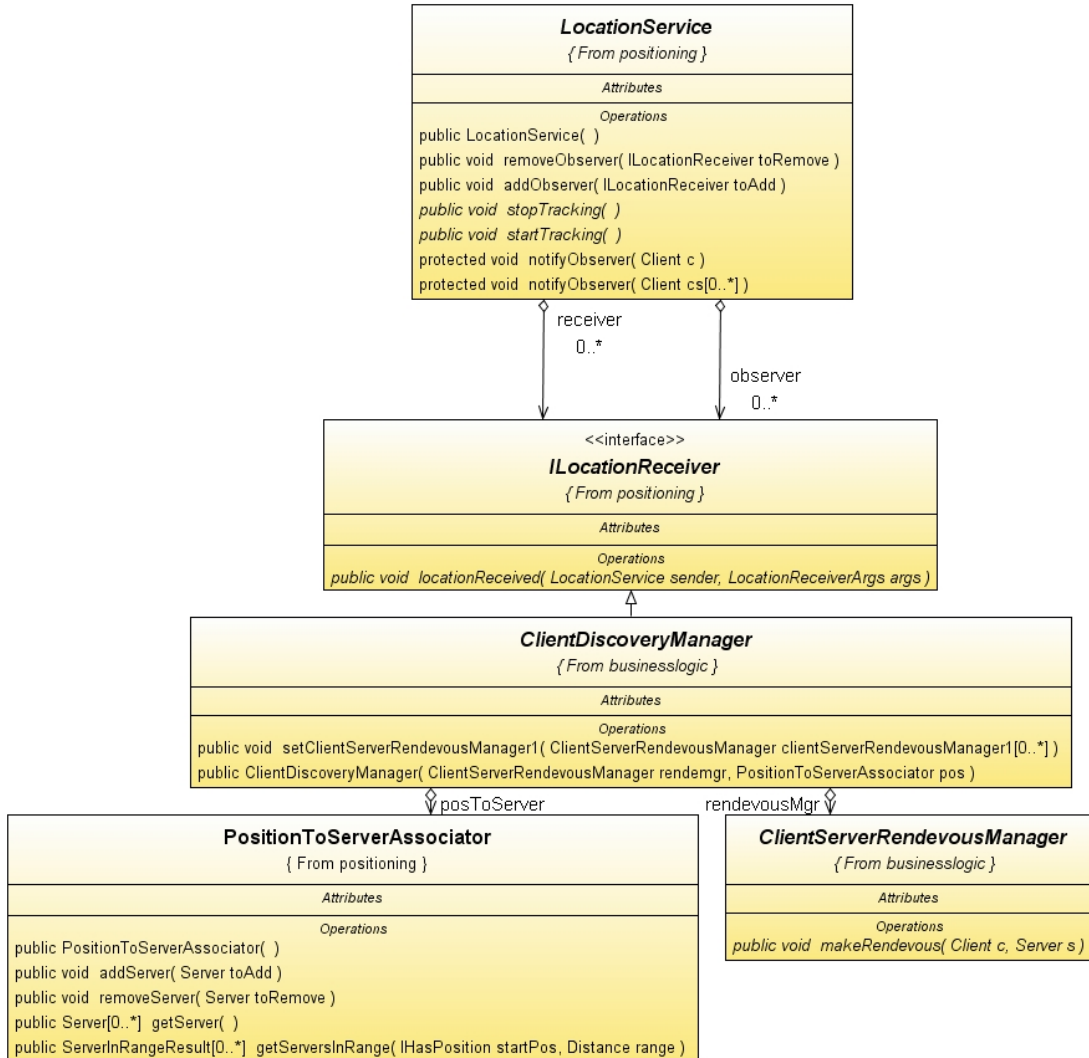 LocationService
{ From positioning }
Attributes
Operations
public LocationService( )
public void removeObserver( ILocationReceiver toRemove )
public void addObserver( ILocationReceiver toAdd )
public void stopTracking( )
public void startTracking( )
protected void notifyObserver( Client c )
protected void notifyObserver( Client cs[0..*] )
receiver
0..*
observer
0..*
<<interface>>
ILocationReceiver
{ From positioning }
Attributes
Operations
public void locationReceived( LocationService sender, LocationReceiverArgs args )
ClientDiscoveryManager
{ From businesslogic }
Attributes
Operations
public void setClientServerRendevousManager1( ClientServerRendevousManager clientServerRendevousManager1[0..*] )
public ClientDiscoveryManager( ClientServerRendevousManager rendemgr, PositionToServerAssociator pos )
posToServer
rendevousMgr
PositionToServerAssociator
{ From positioning }
Attributes
Operations
public PositionToServerAssociator( )
public void addServer( Server toAdd )
public void removeServer( Server toRemove )
public Server[0..*] getServer( )
public ServerInRangeResult[0..*] getServersInRange( IHasPosition startPos, Distance range )
ClientServerRendevousManager
{ From businesslogic }
Attributes
Operations
public void makeRendevous( Client c, Server s )